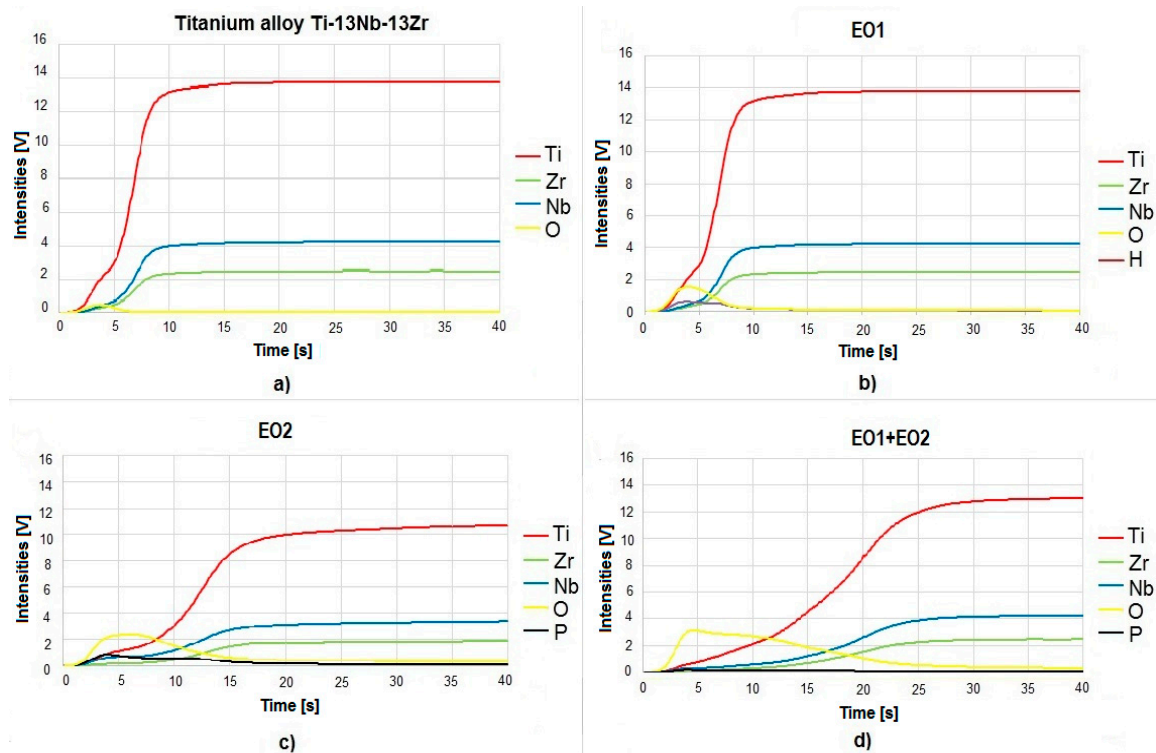 Titanium alloy Ti-13Nb-13Zr
16
14
12
10
8
6
4
2
0
Intensities [V]
0 5 10 15 20 25 30 35 40
Time [s]
Ti
Zr
Nb
O
a)
EO1
16
14
12
10
8
6
4
2
0
Intensities [V]
0 5 10 15 20 25 30 35 40
Time [s]
Ti
Zr
Nb
O
H
b)
EO2
16
14
12
10
8
6
4
2
0
Intensities [V]
0 5 10 15 20 25 30 35 40
Time [s]
Ti
Zr
Nb
O
P
c)
EO1+EO2
16
14
12
10
8
6
4
2
0
Intensities [V]
0 5 10 15 20 25 30 35 40
Time [s]
Ti
Zr
Nb
O
P
d)